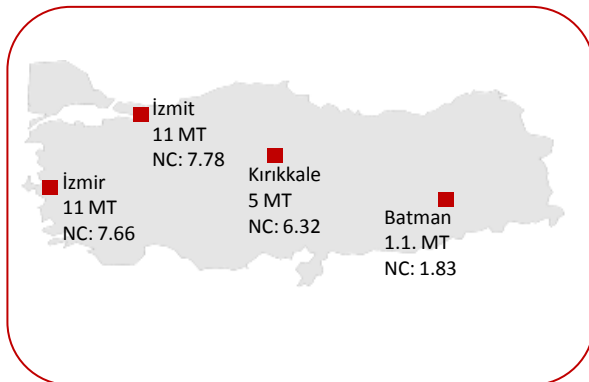 İzmit
11 MT
NC: 7.78
İzmir
11 MT
NC: 7.66
Kırıkkale
5 MT
NC: 6.32
Batman
1.1. MT
NC: 1.83